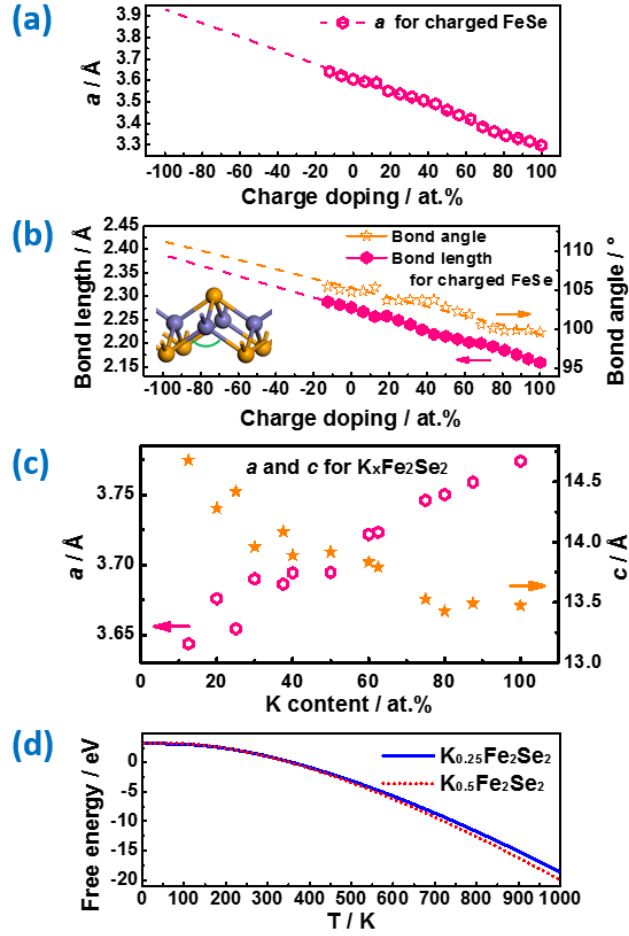 (a)
a for charged FeSe
3.9
3.8
3.7
3.6
3.5
3.4
3.3
a / Å
-100 -80 -60 -40 -20 0 20 40 60 80 100
Charge doping / at.%
(b)
Bond angle
Bond length
for charged FeSe
2.45
2.40
2.35
2.30
2.25
2.20
2.15
Bond length / Å
110
105
100
95
Bond angle / °
-100 -80 -60 -40 -20 0 20 40 60 80 100
Charge doping / at.%
(c)
a and c for KxFe2Se2
3.75
3.70
3.65
a / Å
14.5
14.0
13.5
13.0
c / Å
0 20 40 60 80 100
K content / at.%
(d)
K0.25Fe2Se2
K0.5Fe2Se2
0
-5
-10
-15
-20
Free energy / eV
0 100 200 300 400 500 600 700 800 900 1000
T / K